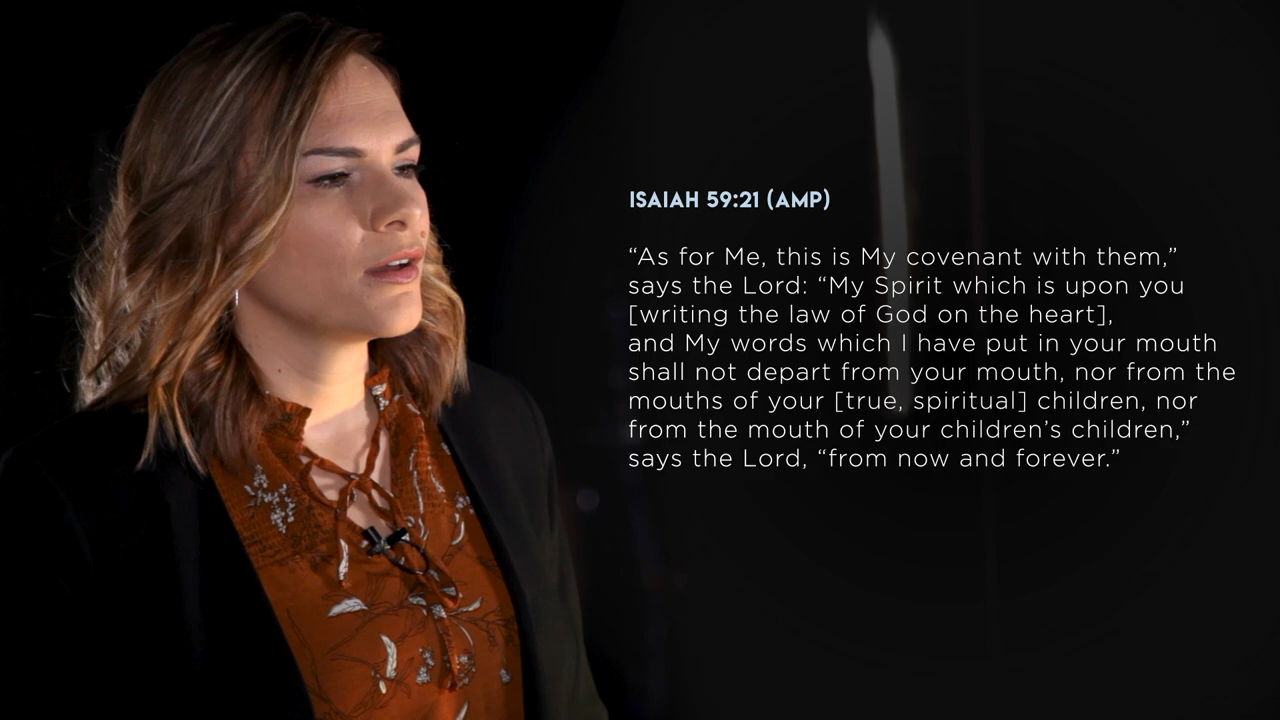 ISAIAH 59:21 (AMP)
“As for Me, this is My covenant with them,”
says the Lord: “My Spirit which is upon you
[writing the law of God on the heart],
and My words which I have put in your mouth
shall not depart from your mouth, nor from the
mouths of your [true, spiritual] children, nor
from the mouth of your children’s children,”
says the Lord, “from now and forever.”